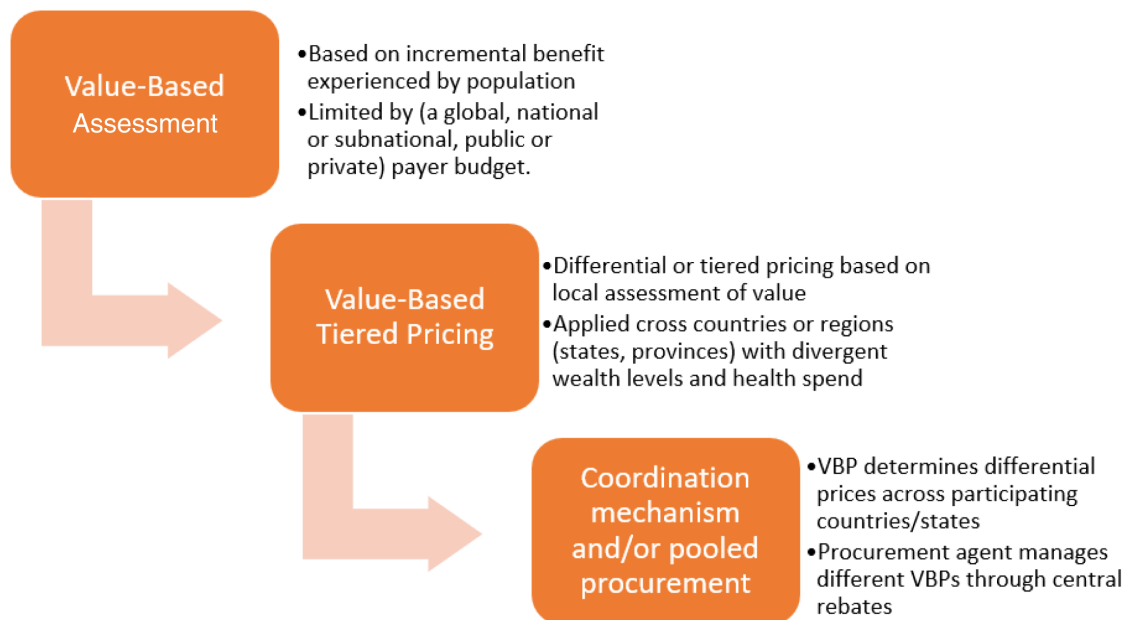 Value-Based
Assessment
•Based on incremental benefit
experienced by population
•Limited by (a global, national
or subnational, public or
private) payer budget.
Value-Based
Tiered Pricing
•Differential or tiered pricing based on
local assessment of value
•Applied cross countries or regions
(states, provinces) with divergent
wealth levels and health spend
Coordination
mechanism
and/or pooled
procurement
•VBP determines differential
prices across participating
countries/states
•Procurement agent manages
different VBPs through central
rebates